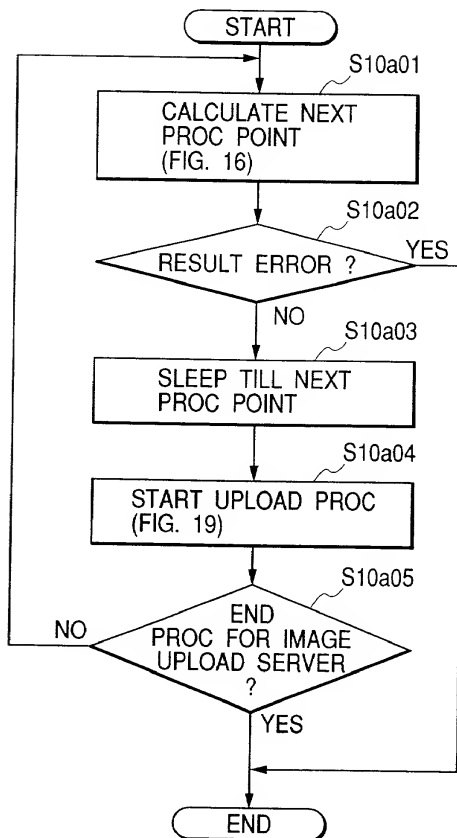 START
S10a01
CALCULATE NEXT
PROC POINT
(FIG. 16)
S10a02
RESULT ERROR ?
YES
NO
S10a03
SLEEP TILL NEXT
PROC POINT
S10a04
START UPLOAD PROC
(FIG. 19)
S10a05
END
PROC FOR IMAGE
UPLOAD SERVER
?
NO
YES
END